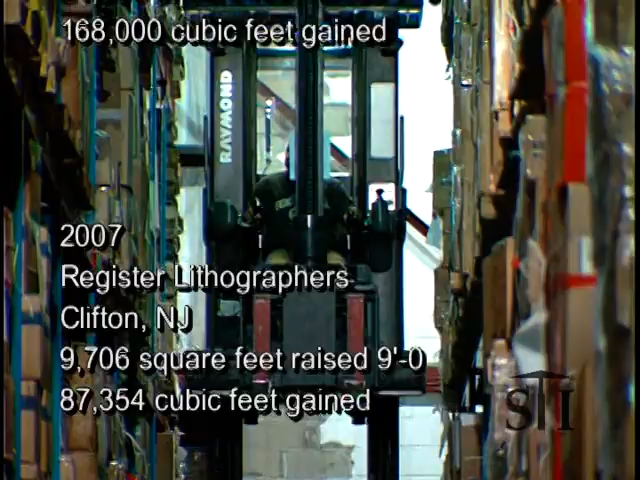 168,000 cubic feet gained
RAYMOND
2007
Register Lithographers
Clifton, NJ
9,706 square feet raised 9'-0
87,354 cubic feet gained
STI